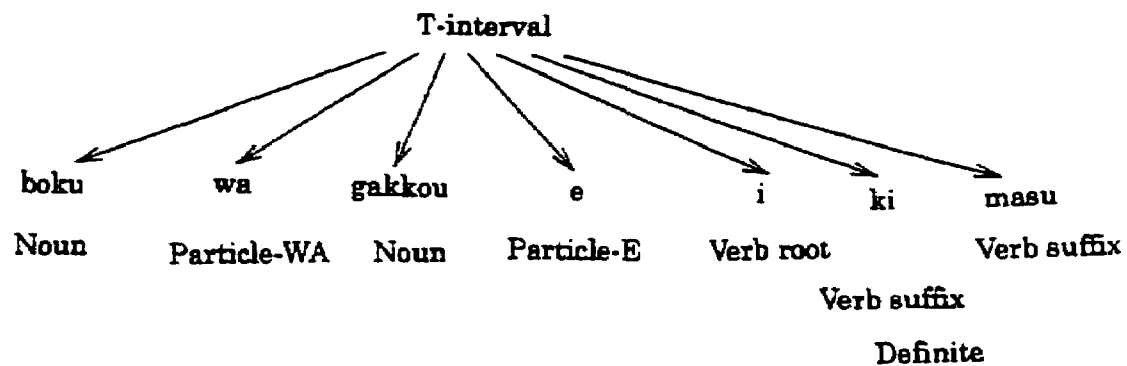 T-interval
boku wa gakkou e i ki masu
Noun Particle-WA Noun Particle-E Verb root Verb suffix
Verb suffix
Definite